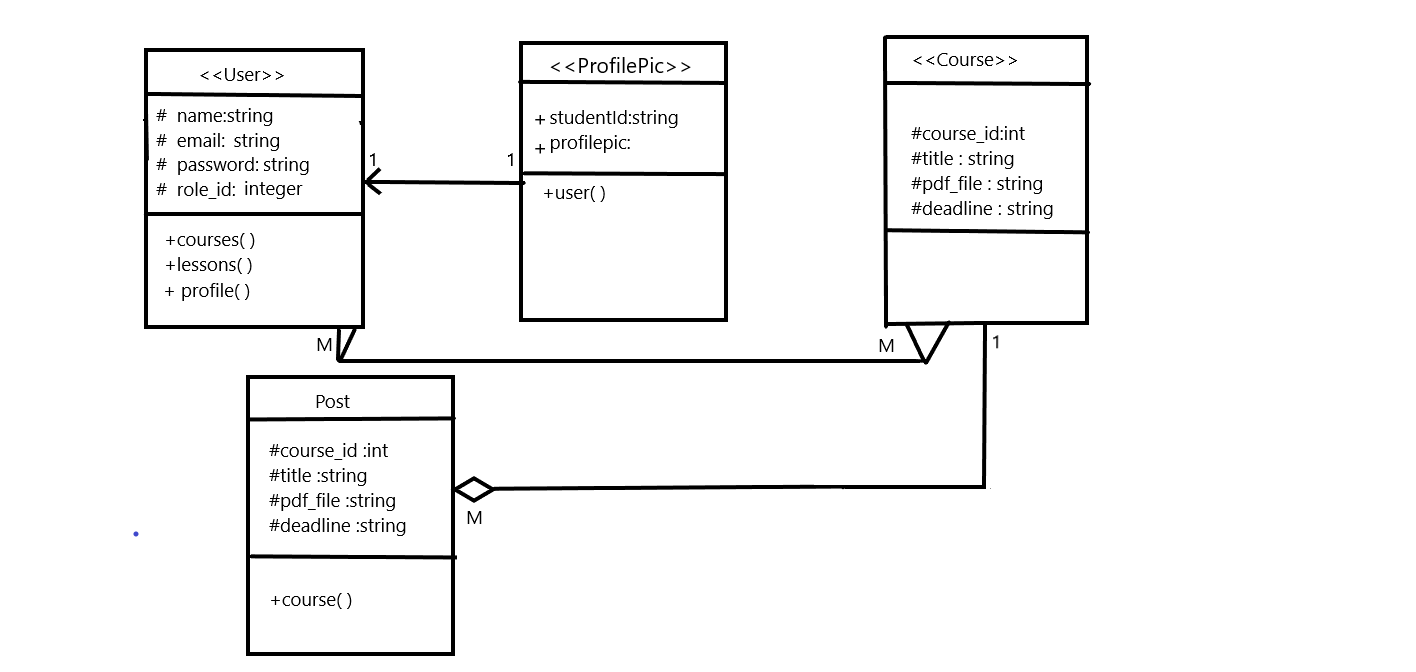 <<User>>
# name:string
# email: string
# password: string
# role_id: integer
+courses( )
+lessons( )
+ profile( )
1
1
<<ProfilePic>>
+ studentId:string
+ profilepic:
+user( )
<<Course>>
#course_id:int
#title : string
#pdf_file : string
#deadline : string
M
M
1
Post
#course_id :int
#title :string
#pdf_file :string
#deadline :string
+course( )
M